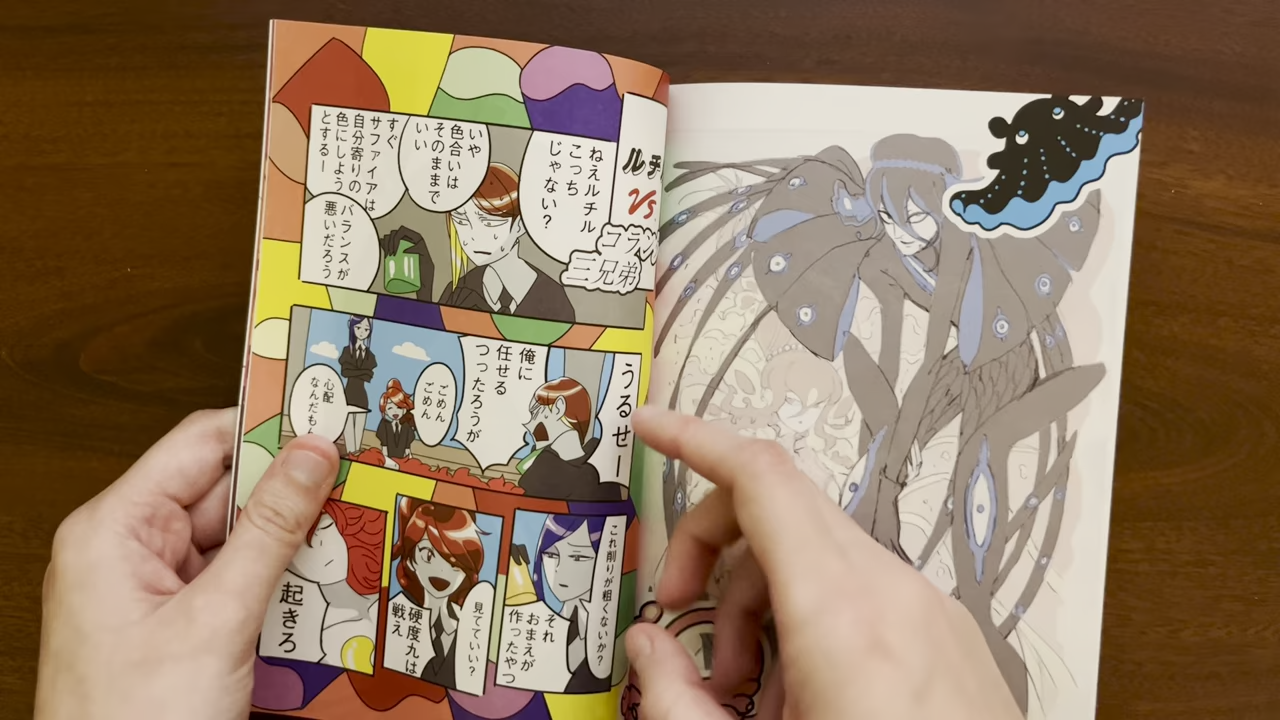 ルチ
VS
コラン
三兄弟
ねえルチル
こっち
じゃない?
いや
色合いは
そのままで
いい
すぐ
サファイアは
自分寄りの
色にしよう
とするー
バランスが
悪いだろう
うるせー
俺に
任せる
つったろうが
ごめん
ごめん
心配
なんだもん
これ削りが粗くないか?
それ
おまえが
作ったやつ
見てていい?
硬度九は
戦え
起きろ